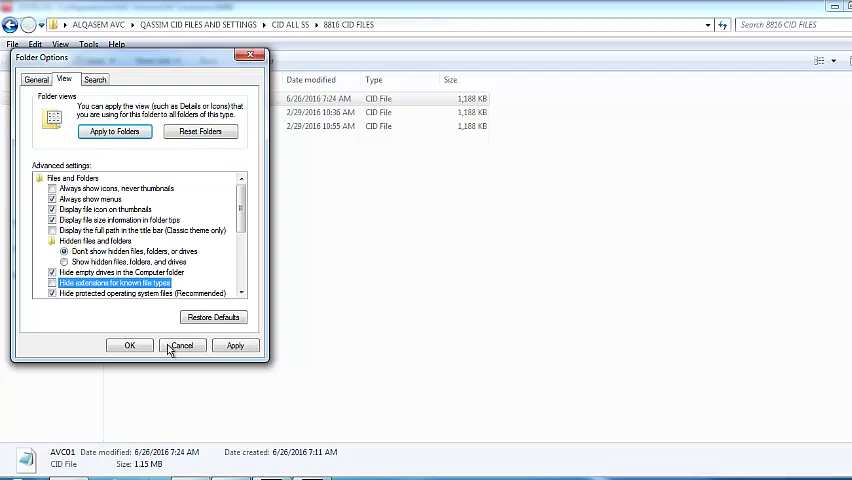 ALQASEM AVC ▸ QASSIM CID FILES AND SETTINGS ▸ CID ALL SS ▸ 8816 CID FILES
Search 8816 CID FILES
File Edit View Tools Help
Folder Options
General View Search
Date modified Type Size
Folder views
You can apply the view (such as Details or Icons) that
you are using for this folder to all folders of this type.
Apply to Folders Reset Folders
6/26/2016 7:24 AM CID File 1,188 KB
2/29/2016 10:36 AM CID File 1,188 KB
2/29/2016 10:55 AM CID File 1,188 KB
Advanced settings:
Files and Folders
Always show icons, never thumbnails
Always show menus
Display file icon on thumbnails
Display file size information in folder tips
Display the full path in the title bar (Classic theme only)
Hidden files and folders
Don't show hidden files, folders, or drives
Show hidden files, folders, and drives
Hide empty drives in the Computer folder
Hide extensions for known file types
Hide protected operating system files (Recommended)
Restore Defaults
OK Cancel Apply
AVC01 Date modified: 6/26/2016 7:24 AM Date created: 6/26/2016 7:11 AM
CID File Size: 1.15 MB